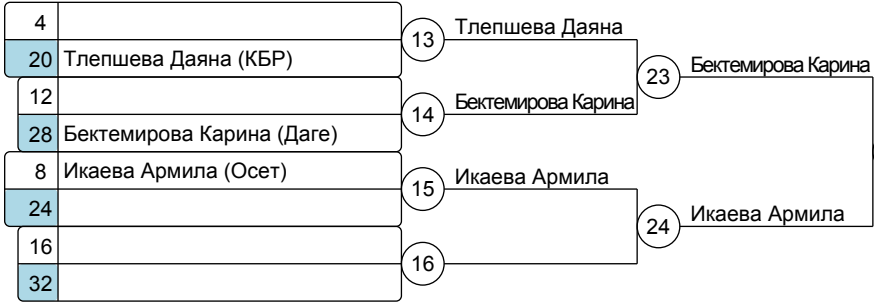 4
20 Тлепшева Даяна (КБР)
12
28 Бектемирова Карина (Даге)
8 Икаева Армила (Осет)
24
16
32
13 Тлепшева Даяна
14 Бектемирова Карина
15 Икаева Армила
16
23 Бектемирова Карина
24 Икаева Армила